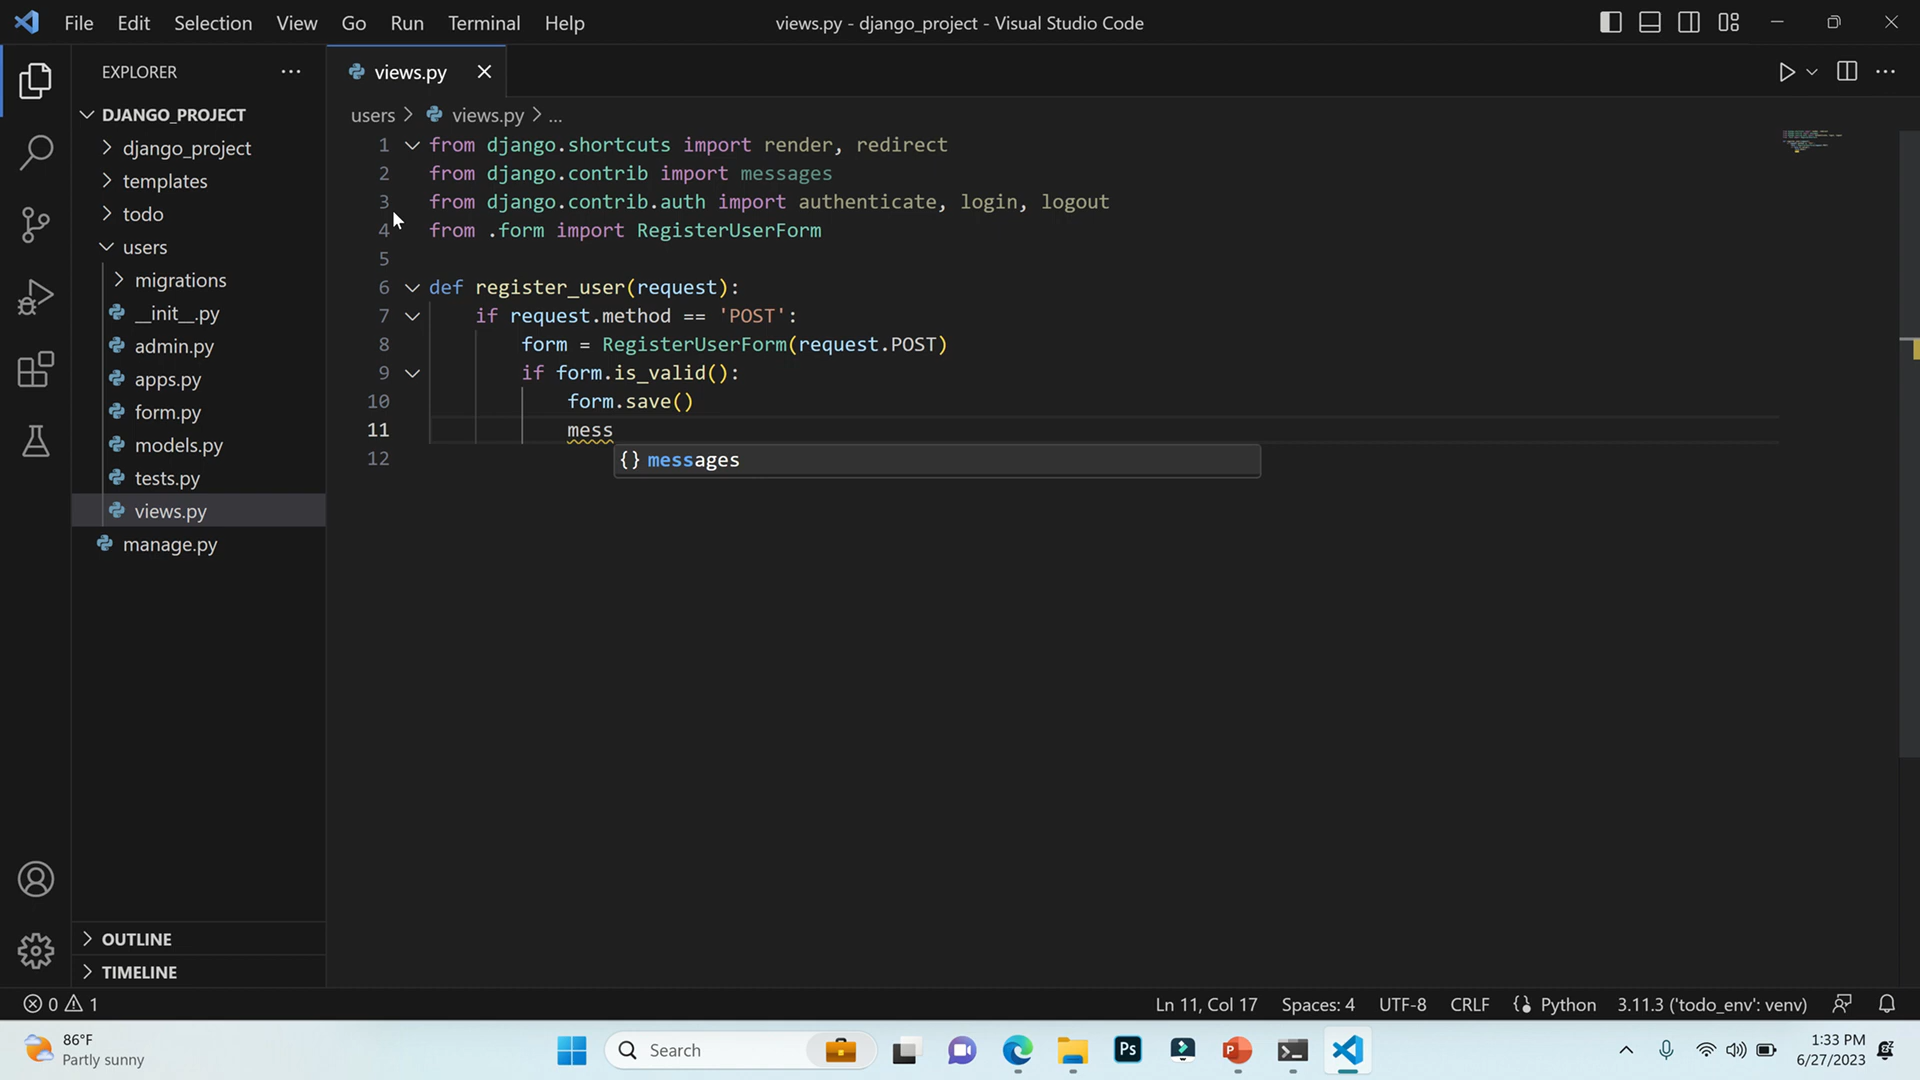 File Edit Selection View Go Run Terminal Help
views.py - django_project - Visual Studio Code
EXPLORER
DJANGO_PROJECT
django_project
templates
todo
users
migrations
__init__.py
admin.py
apps.py
form.py
models.py
tests.py
views.py
manage.py
OUTLINE
TIMELINE
views.py
users > views.py > ...
1 from django.shortcuts import render, redirect
2 from django.contrib import messages
3 from django.contrib.auth import authenticate, login, logout
4 from .form import RegisterUserForm
5
6 def register_user(request):
7 if request.method == 'POST':
8 form = RegisterUserForm(request.POST)
9 if form.is_valid():
10 form.save()
11 mess
12
{} messages
0 1
Ln 11, Col 17 Spaces: 4 UTF-8 CRLF Python 3.11.3 ('todo_env': venv)
86°F
Partly sunny
Search
Ps
P
1:33 PM
6/27/2023